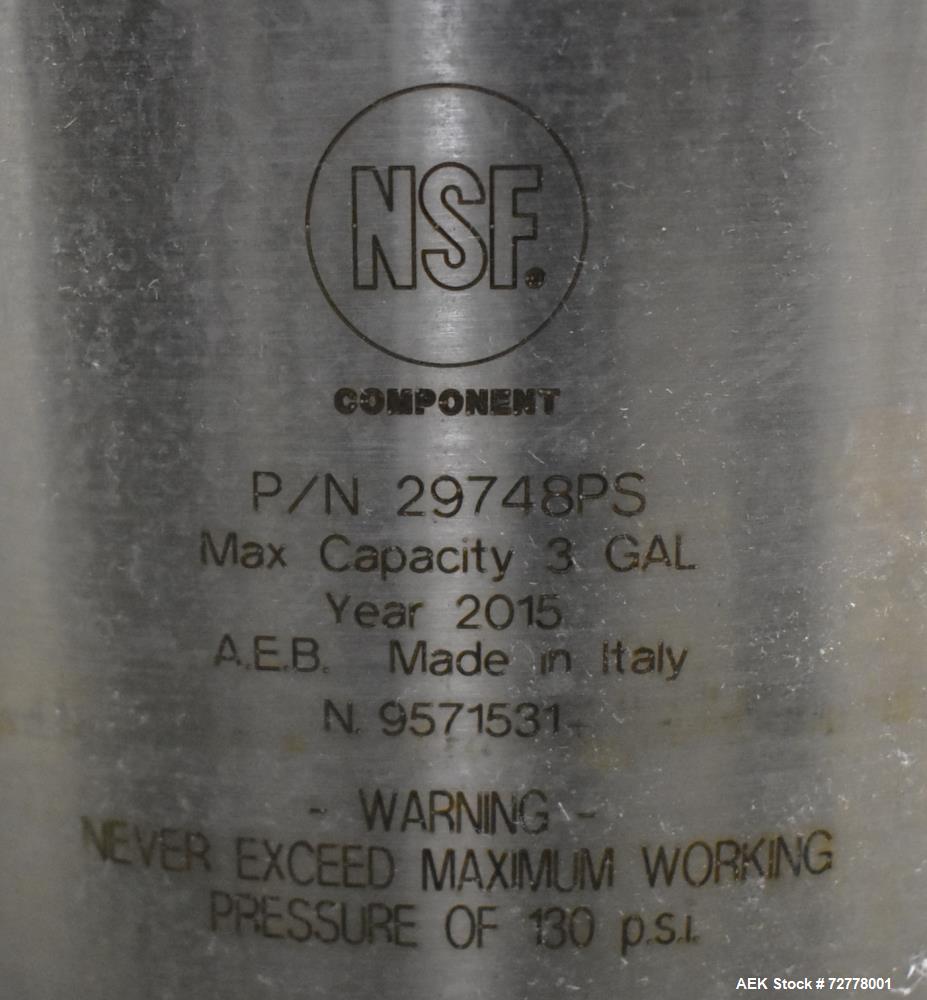 NSF.
COMPONENT
P/N 29748PS
Max Capacity 3 GAL
Year 2015
A.E.B. Made in Italy
N. 9571531
- WARNING -
NEVER EXCEED MAXIMUM WORKING
PRESSURE OF 130 p.s.i.
AEK Stock # 72778001